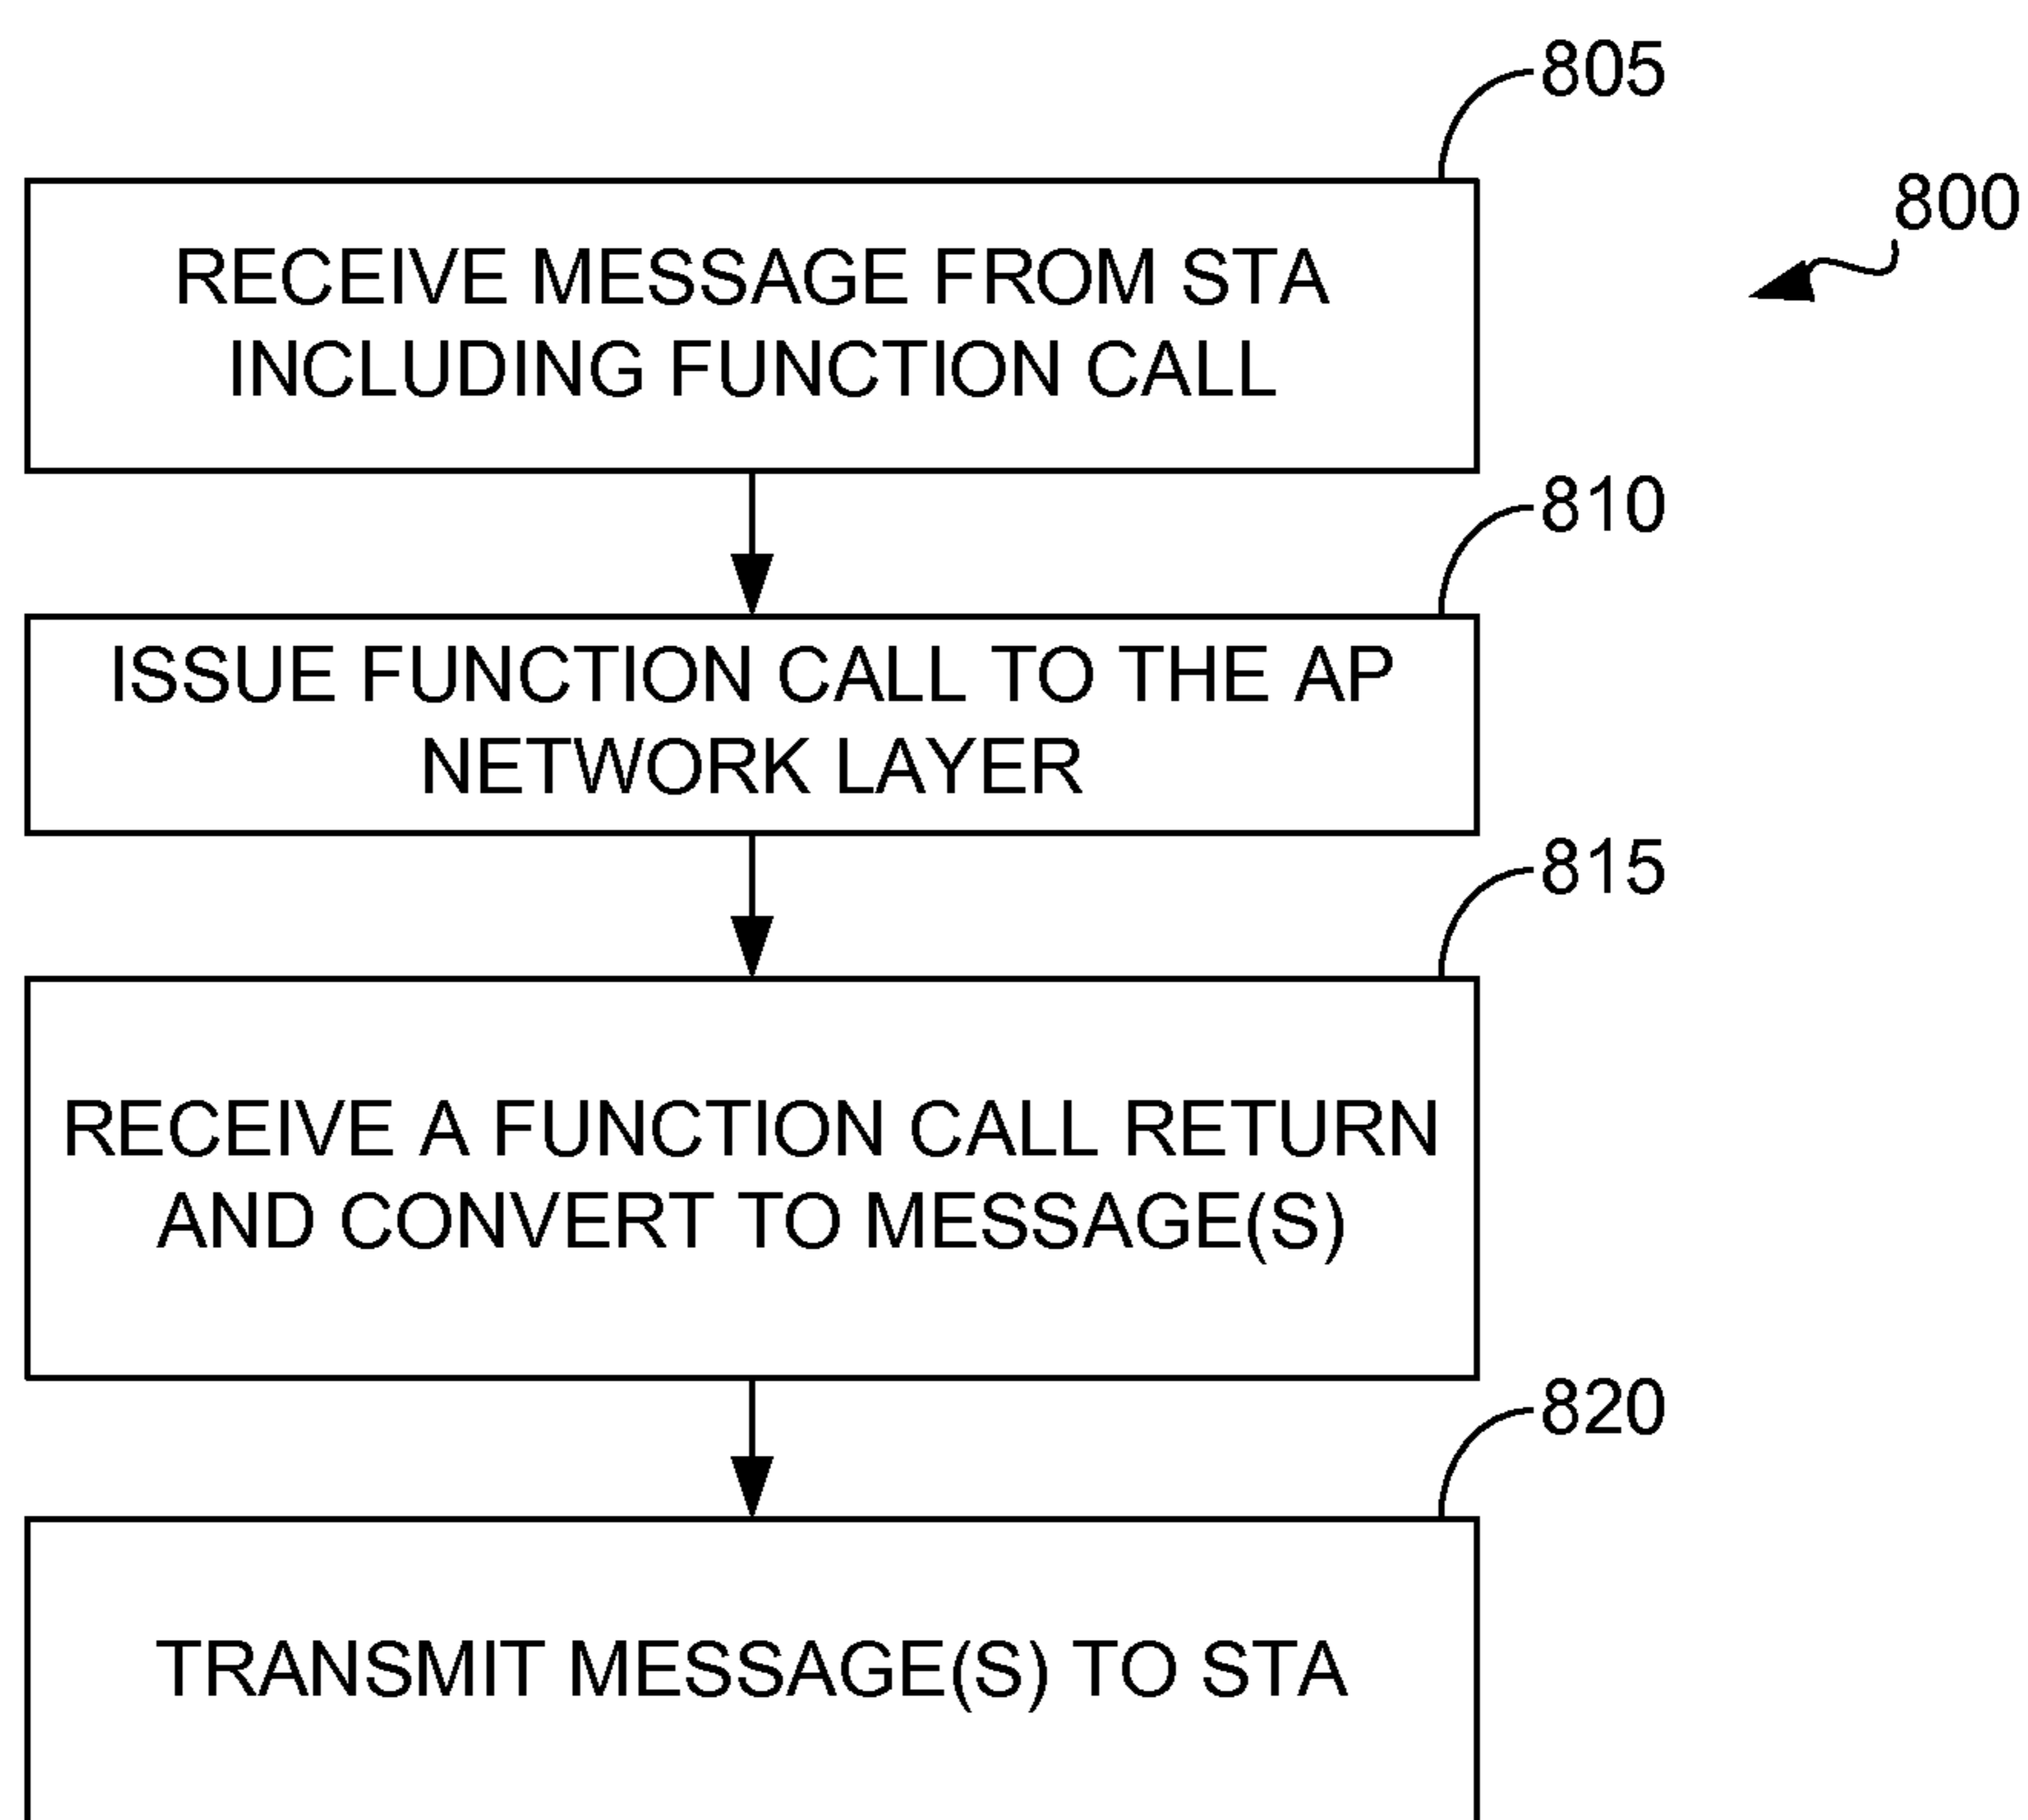 805
800
RECEIVE MESSAGE FROM STA
INCLUDING FUNCTION CALL
810
ISSUE FUNCTION CALL TO THE AP
NETWORK LAYER
815
RECEIVE A FUNCTION CALL RETURN
AND CONVERT TO MESSAGE(S)
820
TRANSMIT MESSAGE(S) TO STA